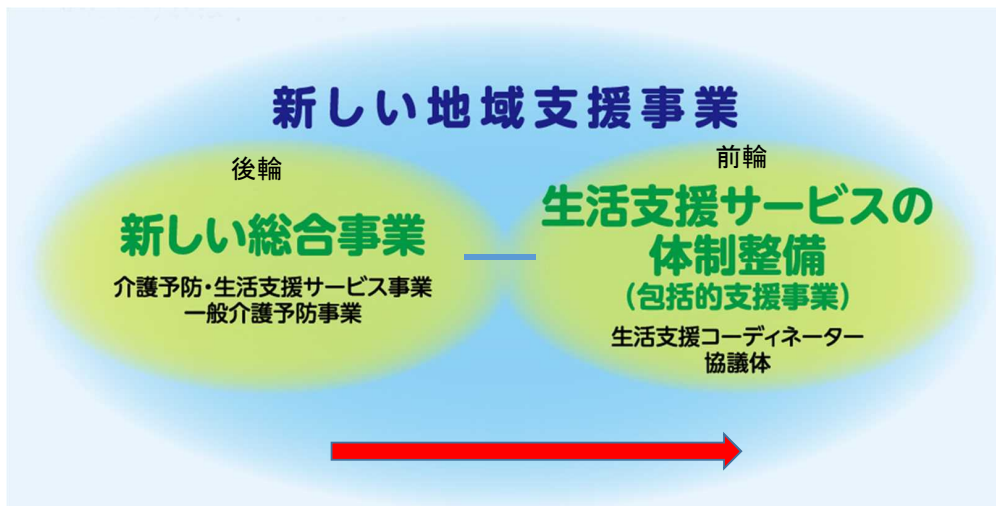 新しい地域支援事業
後輪
新しい総合事業
介護予防・生活支援サービス事業
一般介護予防事業
前輪
生活支援サービスの
体制整備
（包括的支援事業）
生活支援コーディネーター
協議体